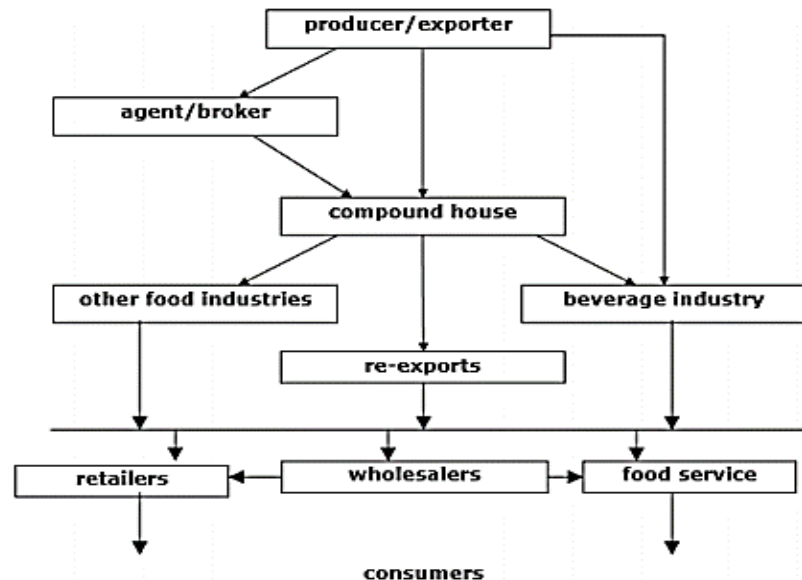 producer/exporter
agent/broker
compound house
other food industries
beverage industry
re-exports
retailers
wholesalers
food service
consumers